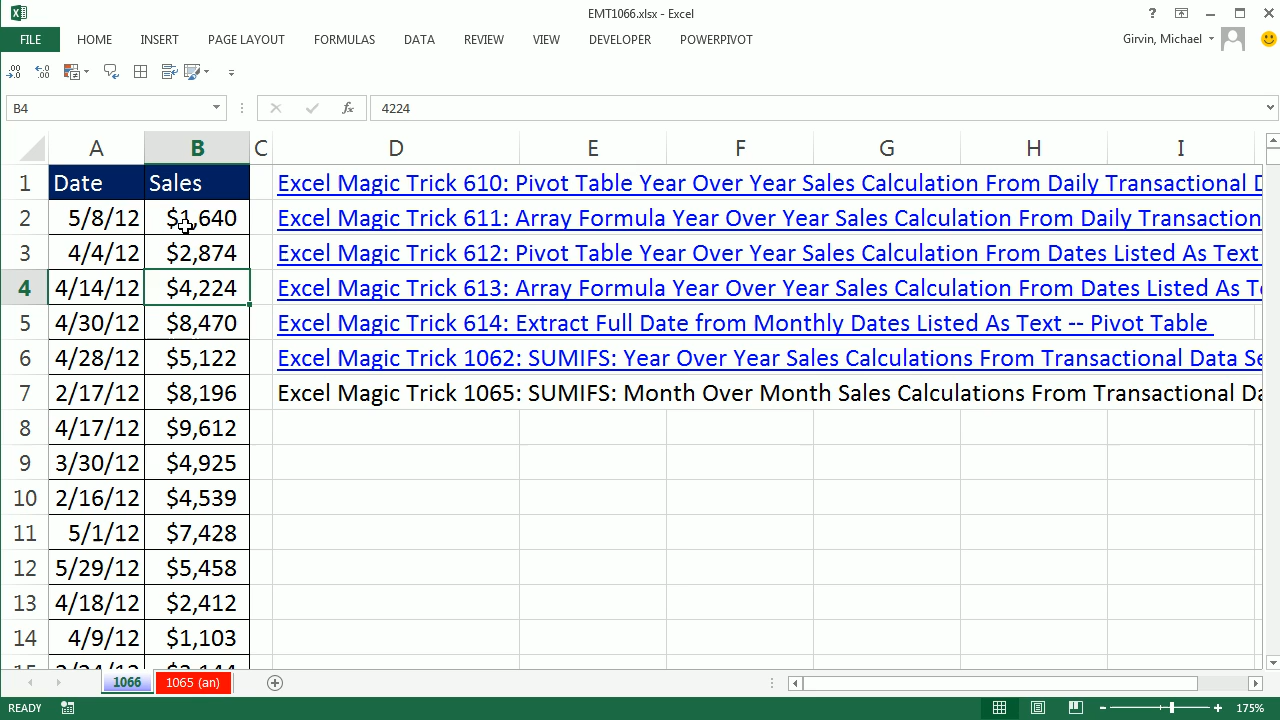 EMT1066.xlsx - Excel
FILE HOME INSERT PAGE LAYOUT FORMULAS DATA REVIEW VIEW DEVELOPER POWERPIVOT Girvin, Michael
B4 fx 4224
A B C D E F G H I
1 Date Sales Excel Magic Trick 610: Pivot Table Year Over Year Sales Calculation From Daily Transactional
2 5/8/12 $1,640 Excel Magic Trick 611: Array Formula Year Over Year Sales Calculation From Daily Transaction
3 4/4/12 $2,874 Excel Magic Trick 612: Pivot Table Year Over Year Sales Calculation From Dates Listed As Text
4 4/14/12 $4,224 Excel Magic Trick 613: Array Formula Year Over Year Sales Calculation From Dates Listed As
5 4/30/12 $8,470 Excel Magic Trick 614: Extract Full Date from Monthly Dates Listed As Text -- Pivot Table
6 4/28/12 $5,122 Excel Magic Trick 1062: SUMIFS: Year Over Year Sales Calculations From Transactional Data
7 2/17/12 $8,196 Excel Magic Trick 1065: SUMIFS: Month Over Month Sales Calculations From Transactional
8 4/17/12 $9,612
9 3/30/12 $4,925
10 2/16/12 $4,539
11 5/1/12 $7,428
12 5/29/12 $5,458
13 4/18/12 $2,412
14 4/9/12 $1,103
1066 1065 (an)
READY 175%